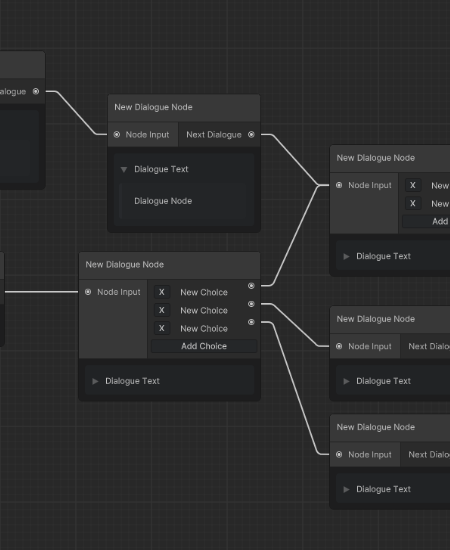 alogue
New Dialogue Node
Node Input Next Dialogue
Dialogue Text
Dialogue Node
New Dialogue Node
Node Input X New
X New
Add
Dialogue Text
New Dialogue Node
Node Input X New Choice
X New Choice
X New Choice
Add Choice
Dialogue Text
New Dialogue Node
Node Input Next Dialo
Dialogue Text
New Dialogue Node
Node Input Next Dialo
Dialogue Text